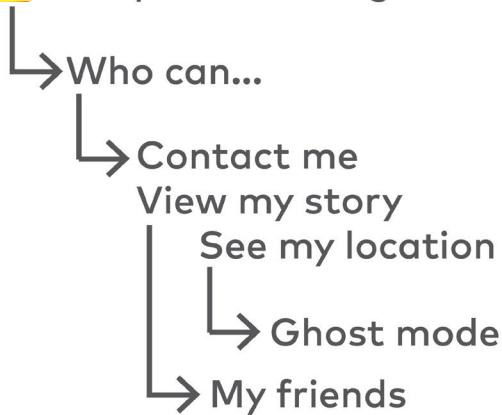 Who can...
Contact me
View my story
See my location
Ghost mode
My friends